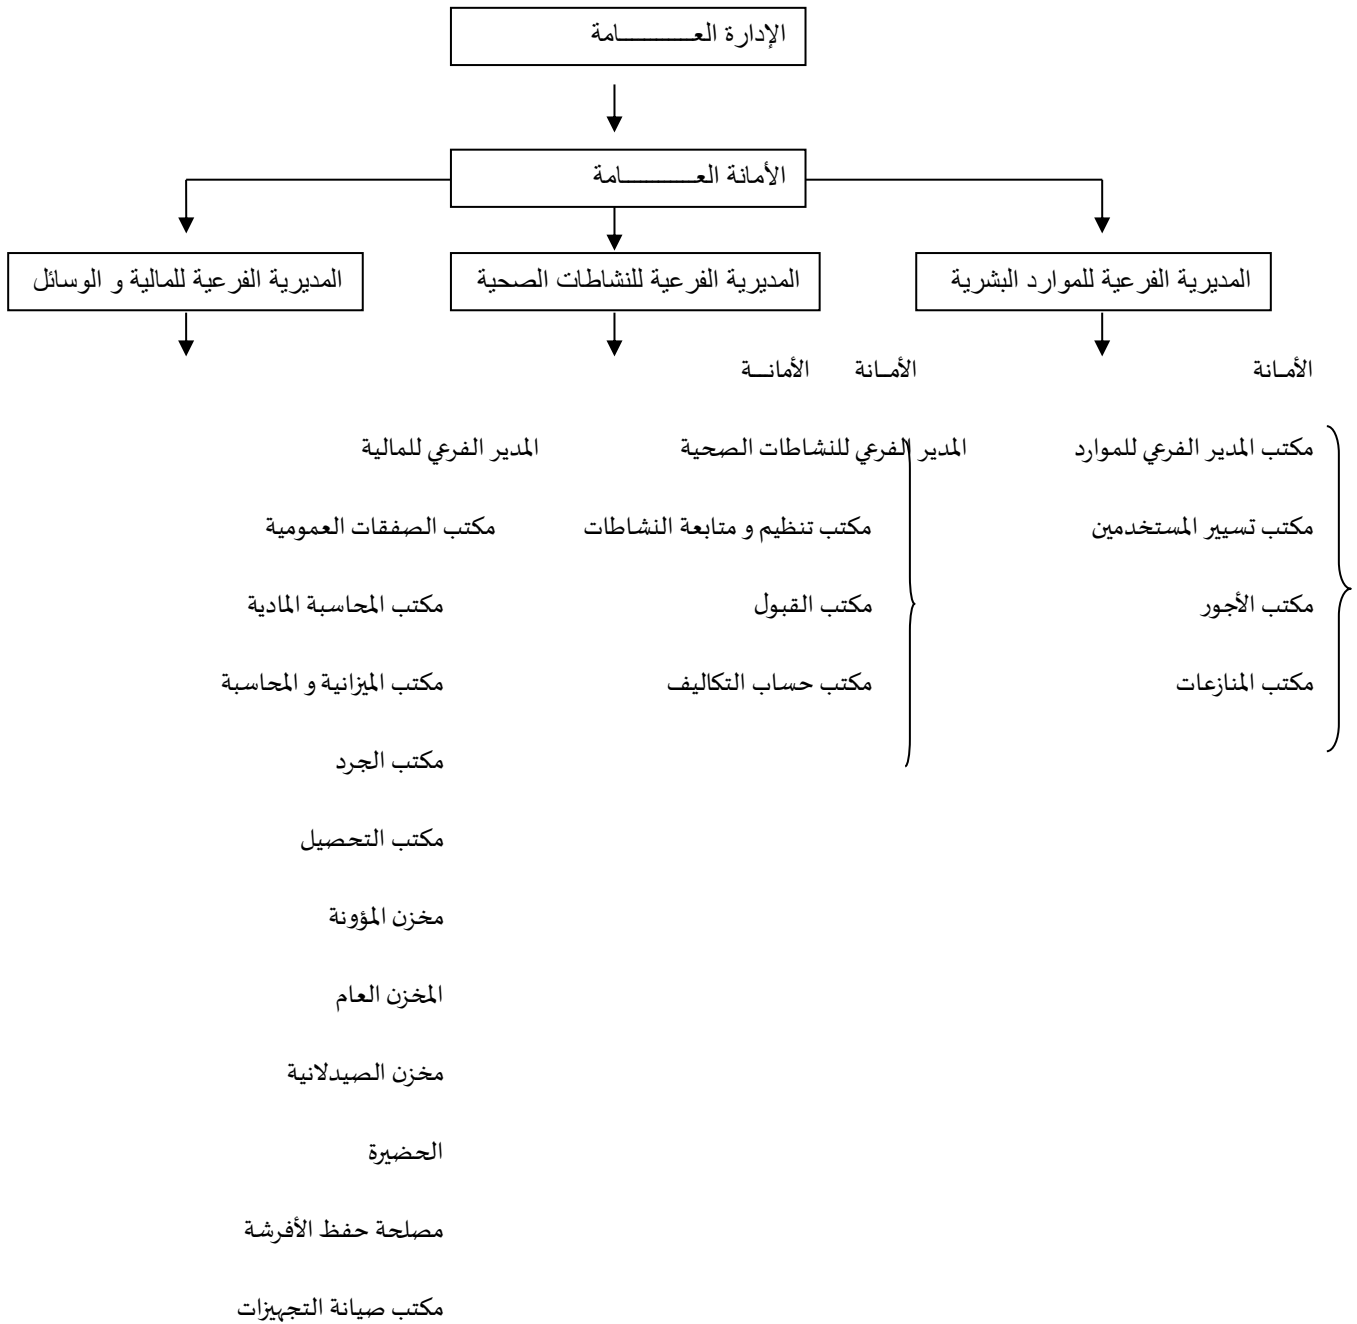 الإدارة العـــــــــــامة
الأمانة العـــــــــــامة
المديرية الفرعية للموارد البشرية المديرية الفرعية للنشاطات الصحية المديرية الفرعية للمالية و الوسائل
الأمـانة الأمـانة الأمانــة
مكتب المدير الفرعي للموارد المدير الفرعي للنشاطات الصحية المدير الفرعي للمالية
مكتب تسيير المستخدمين مكتب تنظيم و متابعة النشاطات مكتب الصفقات العمومية
مكتب الأجور مكتب القبول مكتب المحاسبة المادية
مكتب المنازعات مكتب حساب التكاليف مكتب الميزانية و المحاسبة
مكتب الجرد
مكتب التحصيل
مخزن المؤونة
المخزن العام
مخزن الصيدلانية
الحضيرة
مصلحة حفظ الأفرشة
مكتب صيانة التجهيزات